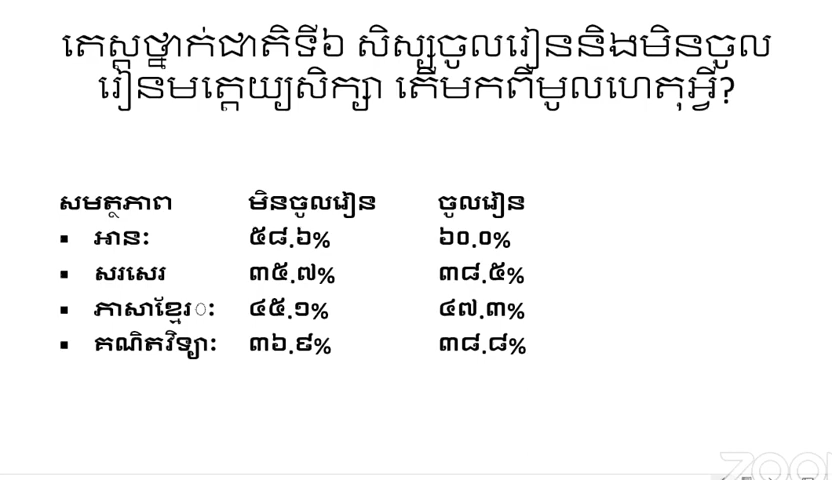 តេស្តថ្នាក់ជាតិទី៦ សិស្សចូលរៀននិងមិនចូល
រៀនមត្តេយ្យសិក្សា តើមកពីមូលហេតុអ្វី?
សមត្ថភាព មិនចូលរៀន ចូលរៀន
▪ អានៈ ៥៨.៦% ៦០.០%
▪ សរសេរ ៣៥.៧% ៣៨.៥%
▪ ភាសាខ្មែរៈ ៤៥.១% ៤៧.៣%
▪ គណិតវិទ្យាៈ ៣៦.៩% ៣៨.៨%
zoom